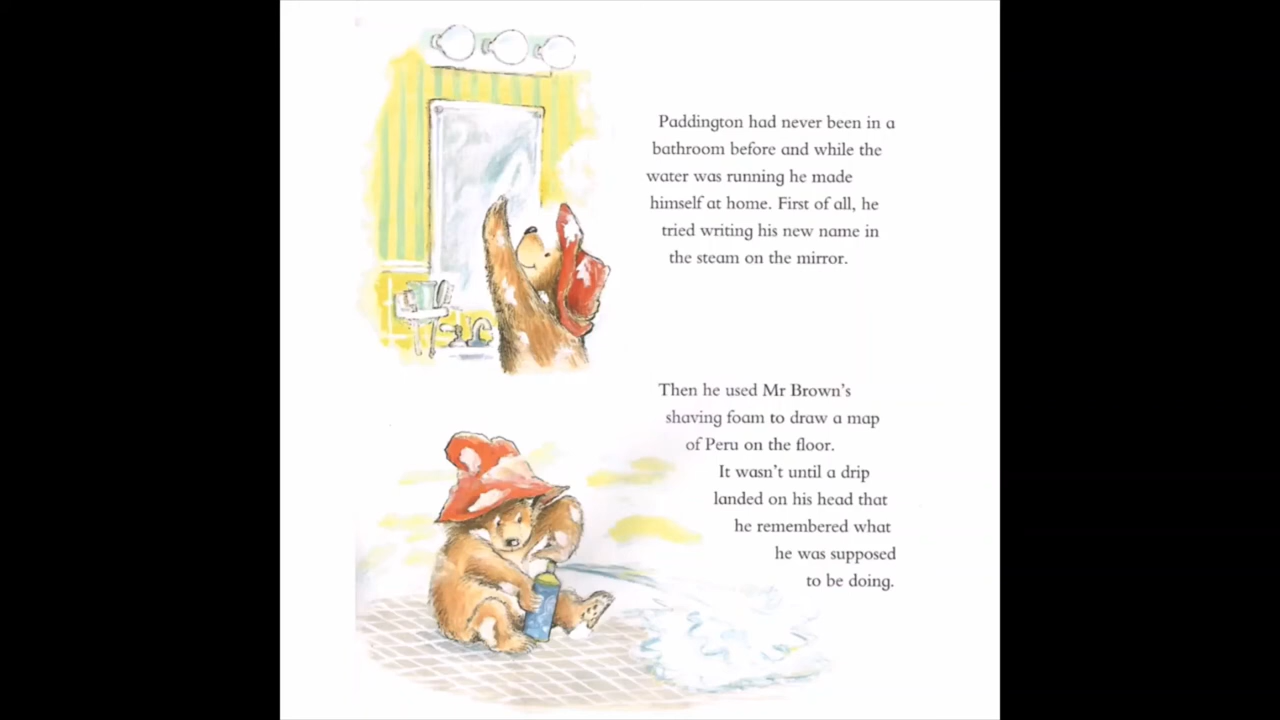 Paddington had never been in a
bathroom before and while the
water was running he made
himself at home. First of all, he
tried writing his new name in
the steam on the mirror.
Then he used Mr Brown's
shaving foam to draw a map
of Peru on the floor.
It wasn't until a drip
landed on his head that
he remembered what
he was supposed
to be doing.